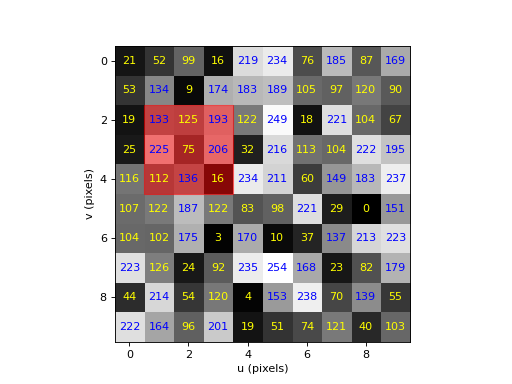 0 21 52 99 16 219 234 76 185 87 169
53 134 9 174 183 189 105 97 120 90
2 19 133 125 193 122 249 18 221 104 67
25 225 75 206 32 216 113 104 222 195
4 116 112 136 16 234 211 60 149 183 237
107 122 187 122 83 98 221 29 0 151
6 104 102 175 3 170 10 37 137 213 223
223 126 24 92 235 254 168 23 82 179
8 44 214 54 120 4 153 238 70 139 55
222 164 96 201 19 51 74 121 40 103
0 2 4 6 8
u (pixels)
v (pixels)